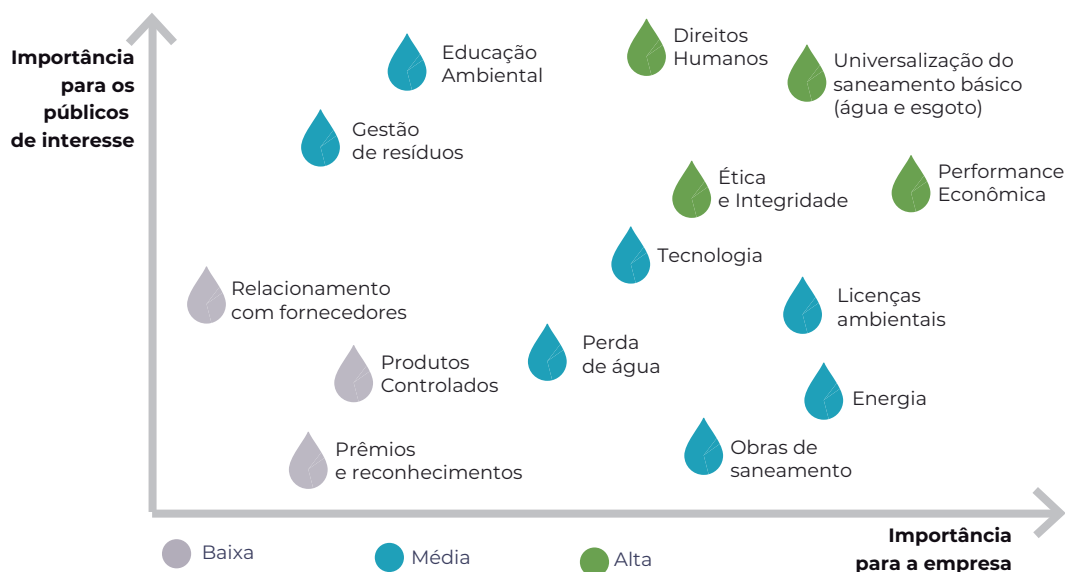 Importância
para os
públicos
de interesse
Educação
Ambiental
Direitos
Humanos
Universalização do
saneamento básico
(água e esgoto)
Gestão
de resíduos
Ética
e Integridade
Performance
Econômica
Tecnologia
Relacionamento
com fornecedores
Licenças
ambientais
Produtos
Controlados
Perda
de água
Energia
Prêmios
e reconhecimentos
Obras de
saneamento
Baixa
Média
Alta
Importância
para a empresa